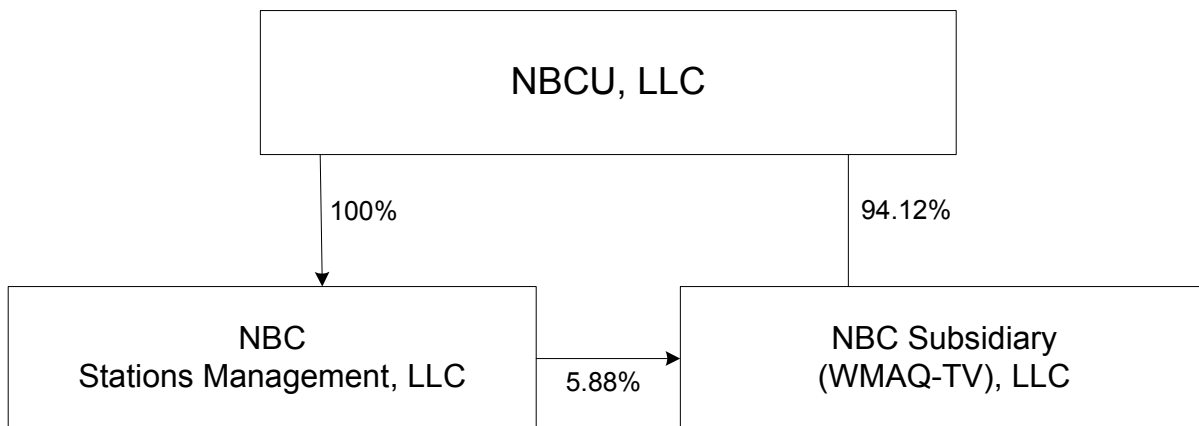 NBCU, LLC
100%
94.12%
NBC
Stations Management, LLC
5.88%
NBC Subsidiary
(WMAQ-TV), LLC